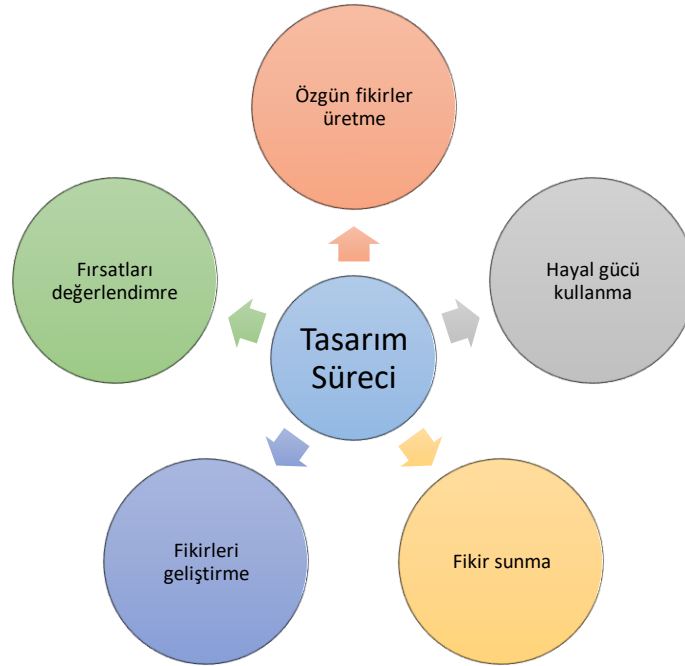 Özgün fikirler
üretme
Fırsatları
değerlendimre
Hayal gücü
kullanma
Tasarım
Süreci
Fikirleri
geliştirme
Fikir sunma